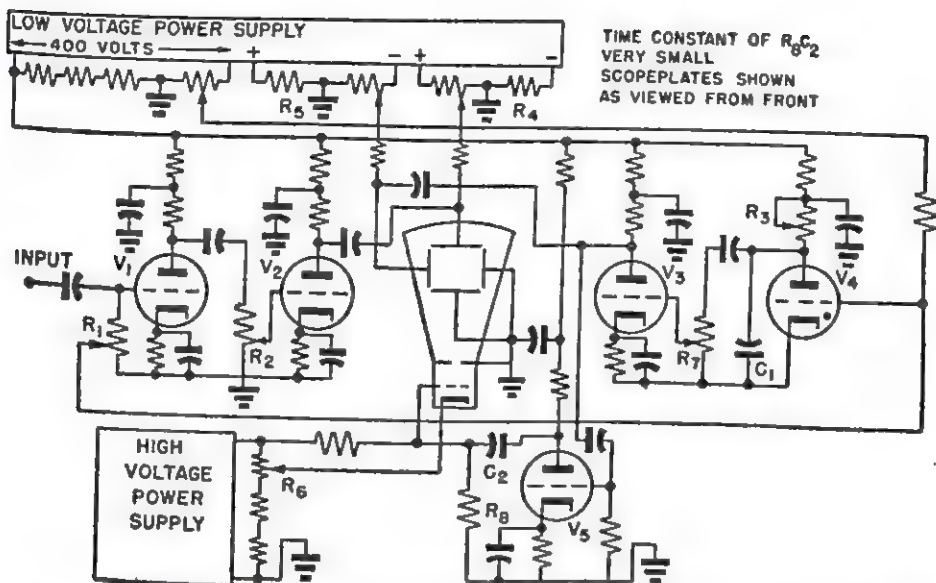 LOW VOLTAGE POWER SUPPLY
400 VOLTS
+ - + -
R5
R4
TIME CONSTANT OF R8C2
VERY SMALL
SCOPEPLATES SHOWN
AS VIEWED FROM FRONT
INPUT
V1
V2
V3
V4
R3
R1
R2
R7
C1
HIGH
VOLTAGE
POWER
SUPPLY
R6
C2
R8
V5